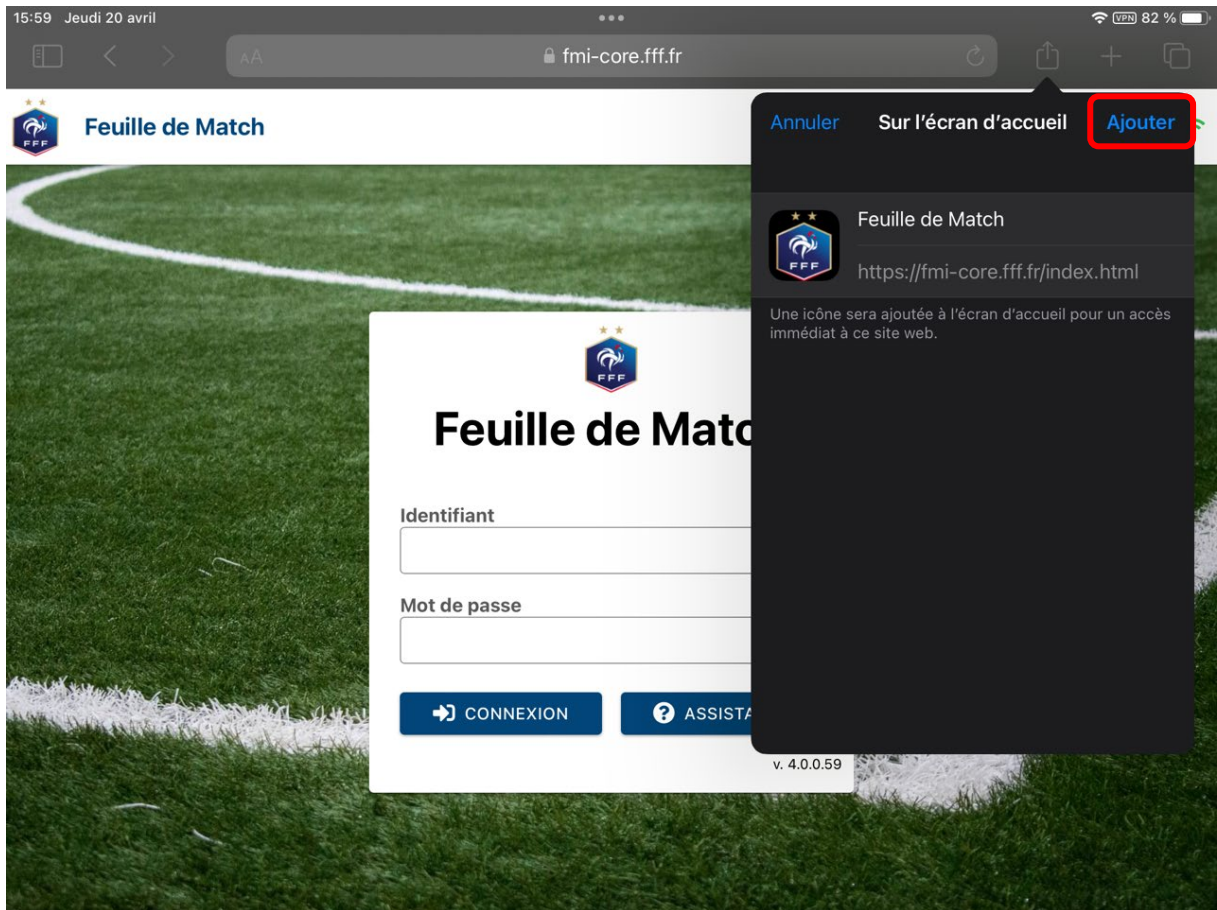 15:59 Jeudi 20 avril
VPN 82 %
AA
fmi-core.fff.fr
FFF
Feuille de Match
Annuler
Sur l'écran d'accueil
Ajouter
FFF
Feuille de Match
https://fmi-core.fff.fr/index.html
Une icône sera ajoutée à l'écran d'accueil pour un accès
immédiat à ce site web.
FFF
Feuille de Matc
Identifiant
Mot de passe
CONNEXION
ASSISTA
v. 4.0.0.59